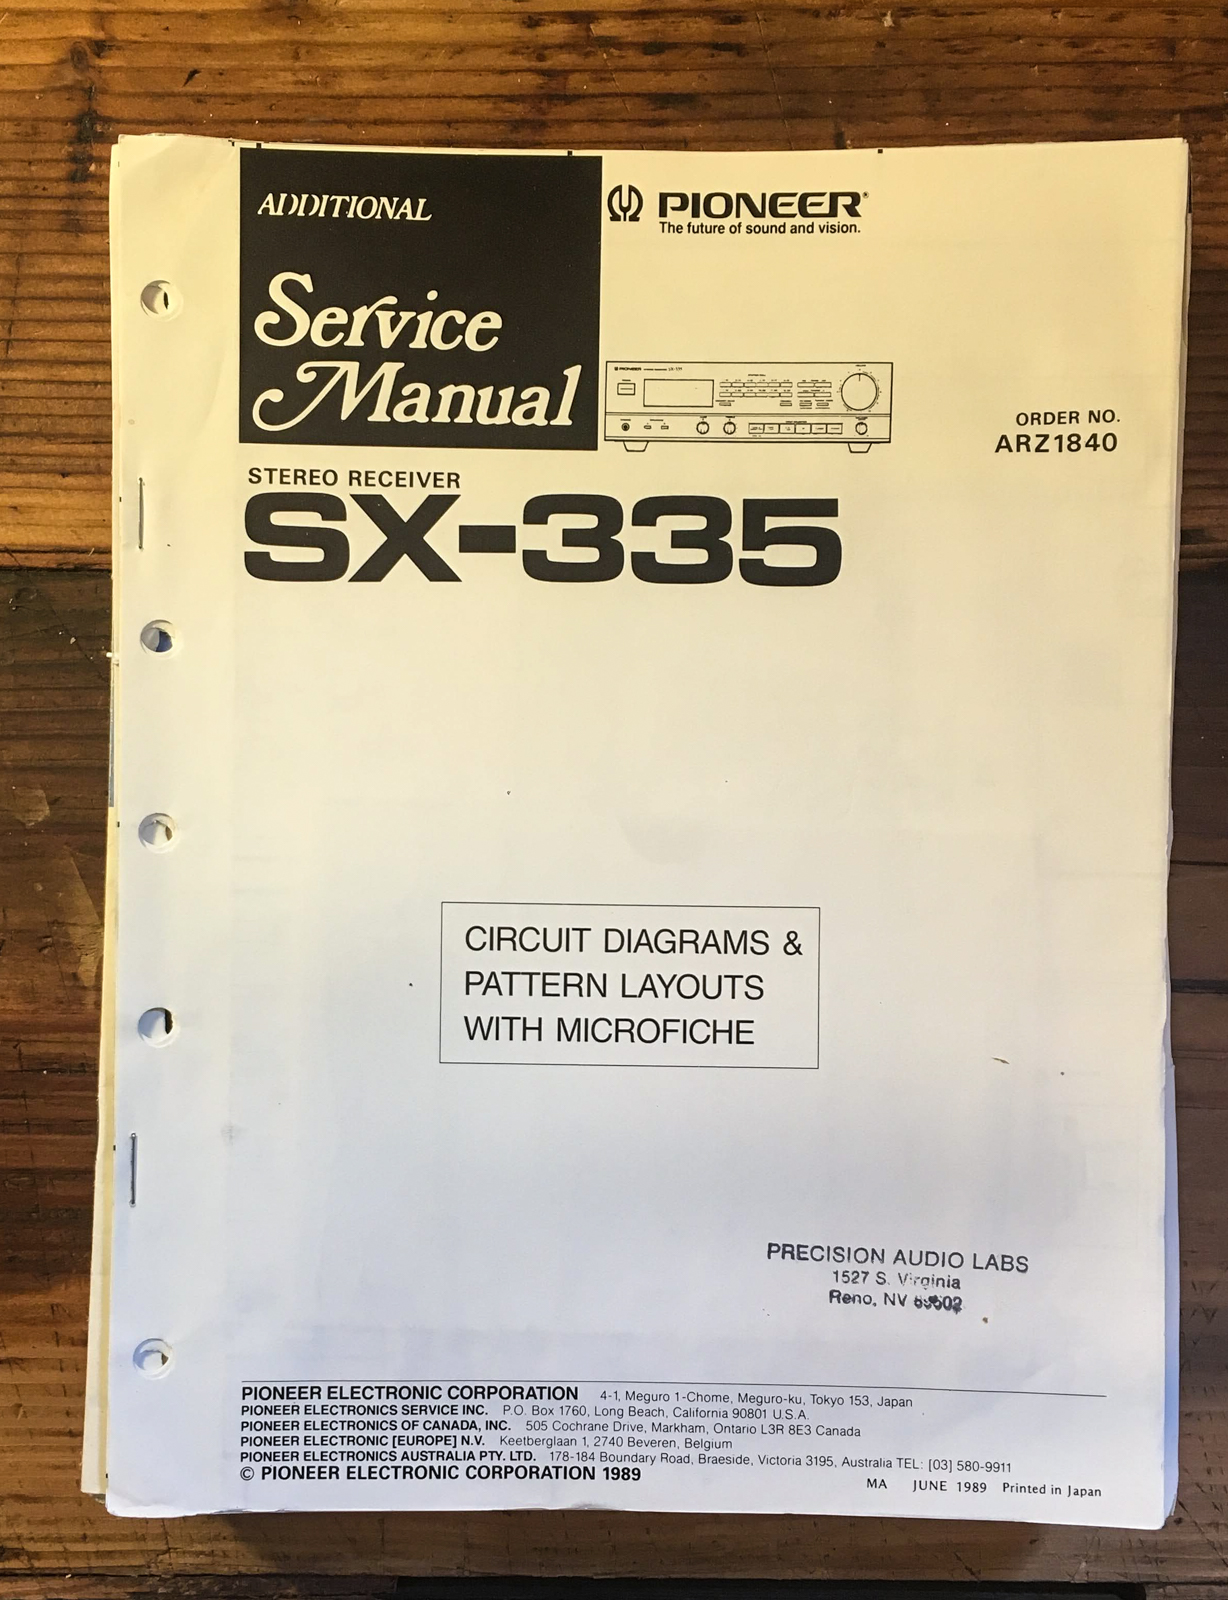 ADDITIONAL
Service
Manual
PIONEER®
The future of sound and vision.
PIONEER
ORDER NO.
ARZ1840
STEREO RECEIVER
SX-335
CIRCUIT DIAGRAMS &
PATTERN LAYOUTS
WITH MICROFICHE
PRECISION AUDIO LABS
1527 S. Virginia
Reno, NV
PIONEER ELECTRONIC CORPORATION 4-1, Meguro 1-Chome, Meguro-ku, Tokyo 153, Japan
PIONEER ELECTRONICS SERVICE INC. P.O. Box 1760, Long Beach, California 90801 U.S.A.
PIONEER ELECTRONICS OF CANADA, INC. 505 Cochrane Drive, Markham, Ontario L3R 8E3 Canada
PIONEER ELECTRONIC [EUROPE] N.V. Keetberglaan 1, 2740 Beveren, Belgium
PIONEER ELECTRONICS AUSTRALIA PTY. LTD. 178-184 Boundary Road, Braeside, Victoria 3195, Australia TEL: [03] 580-9911
© PIONEER ELECTRONIC CORPORATION 1989
MA JUNE 1989 Printed in Japan